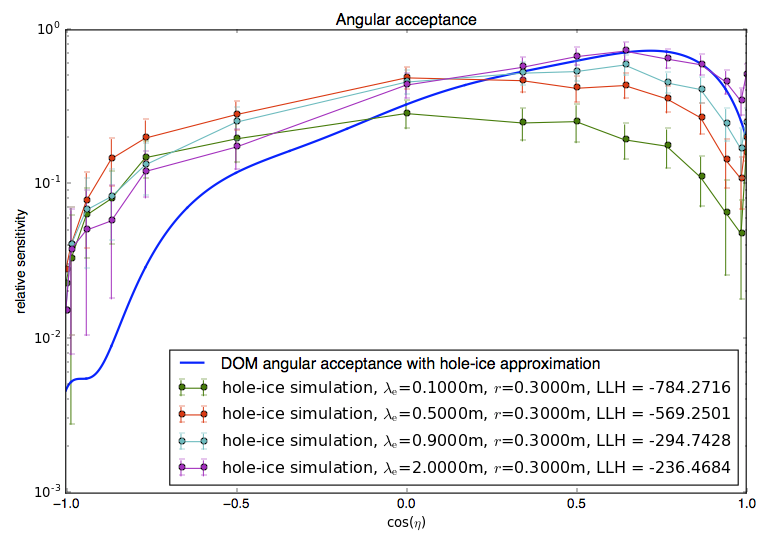 Angular acceptance
10⁰
10⁻¹
10⁻²
10⁻³
relative sensitivity
DOM angular acceptance with hole-ice approximation
hole-ice simulation, λₑ=0.1000m, r=0.3000m, LLH = -784.2716
hole-ice simulation, λₑ=0.5000m, r=0.3000m, LLH = -569.2501
hole-ice simulation, λₑ=0.9000m, r=0.3000m, LLH = -294.7428
hole-ice simulation, λₑ=2.0000m, r=0.3000m, LLH = -236.4684
−1.0 −0.5 0.0 0.5 1.0
cos(η)